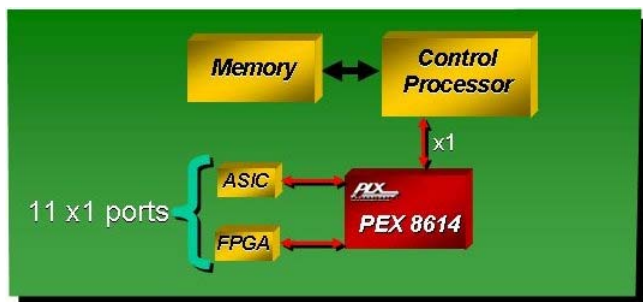 Memory
Control
Processor
x1
ASIC
PLX
11 x1 ports
PEX 8614
FPGA